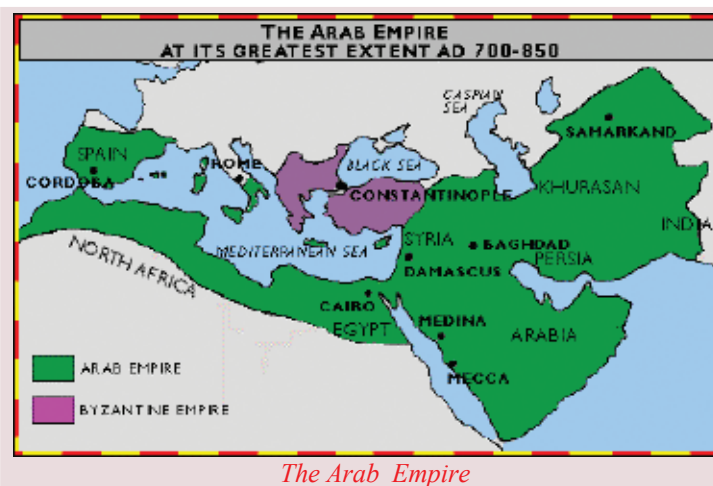 THE ARAB EMPIRE
AT ITS GREATEST EXTENT AD 700-850
CASPIAN
SEA
SAMARKAND
SPAIN
ROME
BLACK SEA
CORDOBA
CONSTANTINOPLE
KHURASAN
INDIA
SYRIA
BAGHDAD
MEDITERRANEAN SEA
PERSIA
DAMASCUS
NORTH AFRICA
CAIRO
EGYPT
MEDINA
ARABIA
ARAB EMPIRE
MECCA
BYZANTINE EMPIRE
The Arab Empire